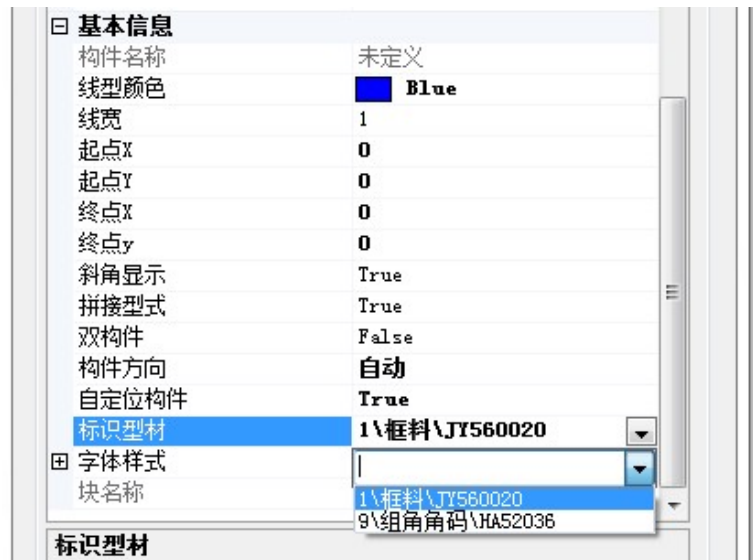 基本信息
构件名称 未定义
线型颜色 Blue
线宽 1
起点X 0
起点Y 0
终点X 0
终点y 0
斜角显示 True
拼接型式 True
双构件 False
构件方向 自动
自定位构件 True
标识型材 1\框料\JY560020
字体样式
块名称
1\框料\JY560020
9\组角角码\HA52036
标识型材